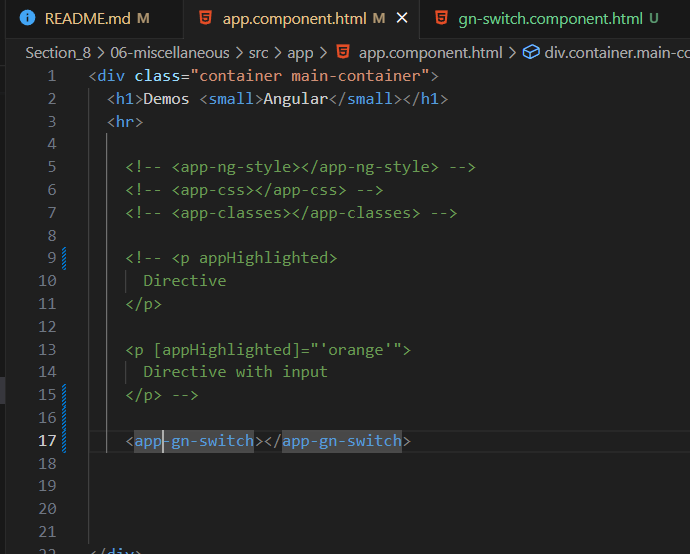 README.md M app.component.html M gn-switch.component.html U
Section_8 > 06-miscellaneous > src > app > app.component.html > div.container.main-co
1 <div class="container main-container">
2 <h1>Demos <small>Angular</small></h1>
3 <hr>
4
5 <!-- <app-ng-style></app-ng-style> -->
6 <!-- <app-css></app-css> -->
7 <!-- <app-classes></app-classes> -->
8
9 <!-- <p appHighlighted>
10 Directive
11 </p>
12
13 <p [appHighlighted]="'orange'">
14 Directive with input
15 </p> -->
16
17 <app-gn-switch></app-gn-switch>
18
19
20
21
22 </div>